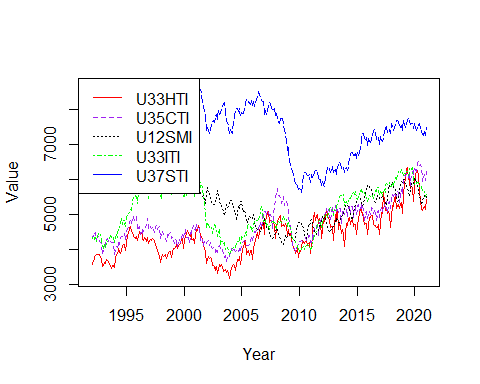 U33HTI
U35CTI
U12SMI
U33ITI
U37STI
Value
3000
5000
7000
1995
2000
2005
2010
2015
2020
Year